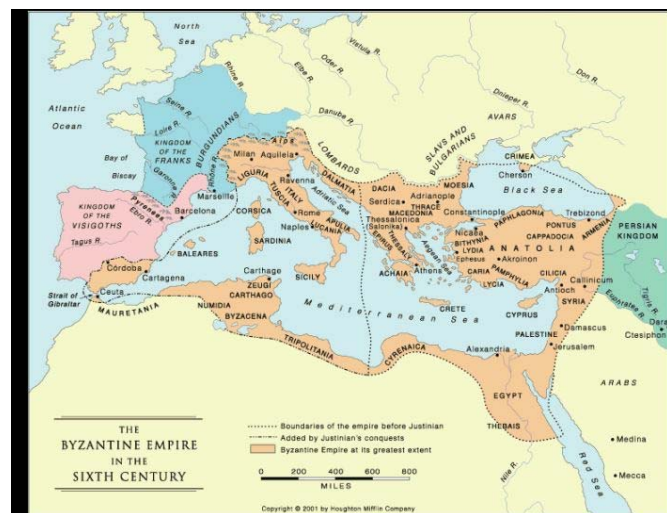 North
Sea
Atlantic
Ocean
Bay of
Biscay
Rhine R.
Elbe R.
Oder R.
Vistula R.
Dnieper R.
Don R.
Danube R.
Seine R.
Loire R.
KINGDOM
OF THE
FRANKS
BURGUNDIANS
Garonne R.
Rhône R.
Alps
LOMBARDS
SLAVS AND
BULGARIANS
AVARS
CRIMEA
Cherson
Black Sea
Milan
Aquileia
LIGURIA
Ravenna
TUSCIA
ITALY
DALMATIA
Adriatic Sea
Marseille
CORSICA
Rome
APULIA
Naples
LUCANIA
SARDINIA
SICILY
KINGDOM
OF THE
VISIGOTHS
Pyrenees
Ebro R.
Barcelona
Tagus R.
BALEARES
Córdoba
Cartagena
Strait of
Gibraltar
Ceuta
MAURETANIA
Carthage
ZEUGI
CARTHAGO
NUMIDIA
BYZACENA
TRIPOLITANIA
Mediterranean Sea
DACIA
MOESIA
Serdica
Adrianople
THRACE
MACEDONIA
Constantinople
Thessalonica
(Salonika)
EPIRUS
THESSALY
Aegean Sea
ACHAIA
Athens
Nicaea
BITHYNIA
LYDIA
Ephesus
CARIA
LYCIA
PAMPHYLIA
ANATOLIA
Akroinon
PAPHLAGONIA
PONTUS
CAPPADOCIA
Trebizond
ARMENIA
CILICIA
Antioch
Callinicum
SYRIA
PERSIAN
KINGDOM
Tigris R.
Euphrates R.
Dara
Ctesiphon
CRETE
CYPRUS
Damascus
PALESTINE
Jerusalem
CYRENAICA
Alexandria
EGYPT
THEBAIS
Nile R.
Red Sea
ARABS
Medina
Mecca
THE
BYZANTINE EMPIRE
IN THE
SIXTH CENTURY
Boundaries of the empire before Justinian
Added by Justinian's conquests
Byzantine Empire at its greatest extent
0 200 400 600 800
MILES
Copyright © 2001 by Houghton Mifflin Company